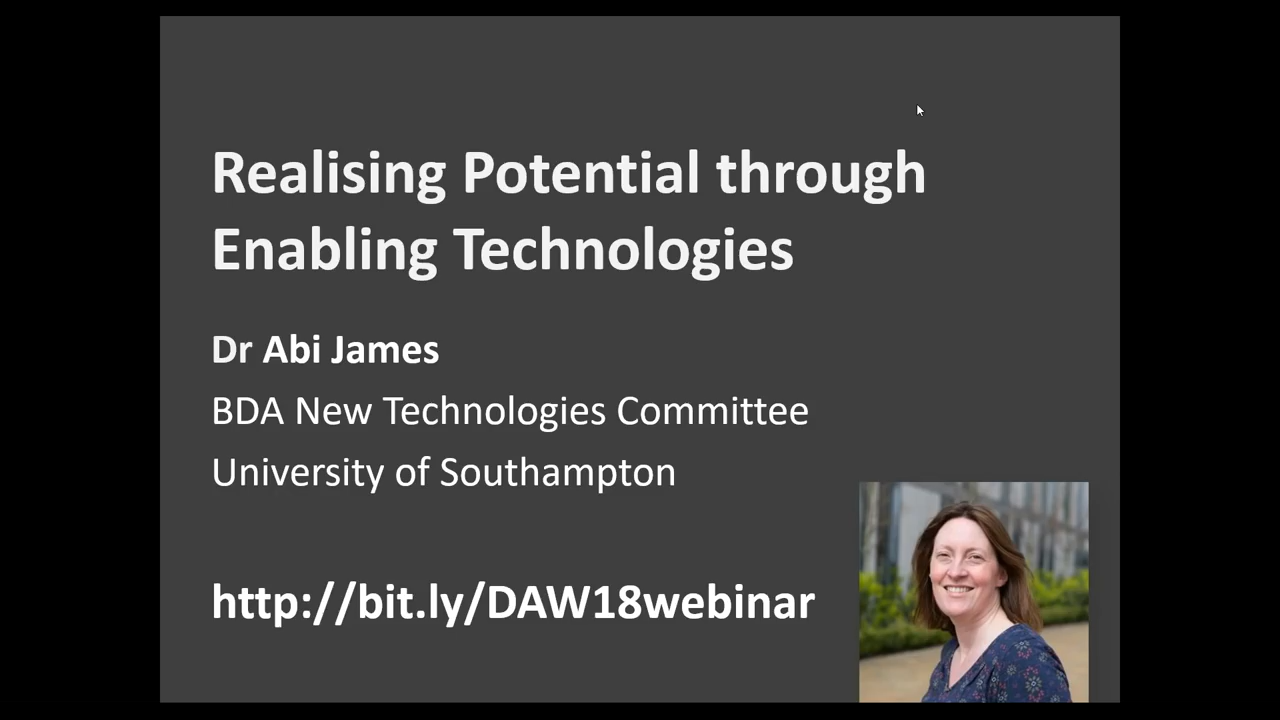 Realising Potential through
Enabling Technologies
Dr Abi James
BDA New Technologies Committee
University of Southampton
http://bit.ly/DAW18webinar